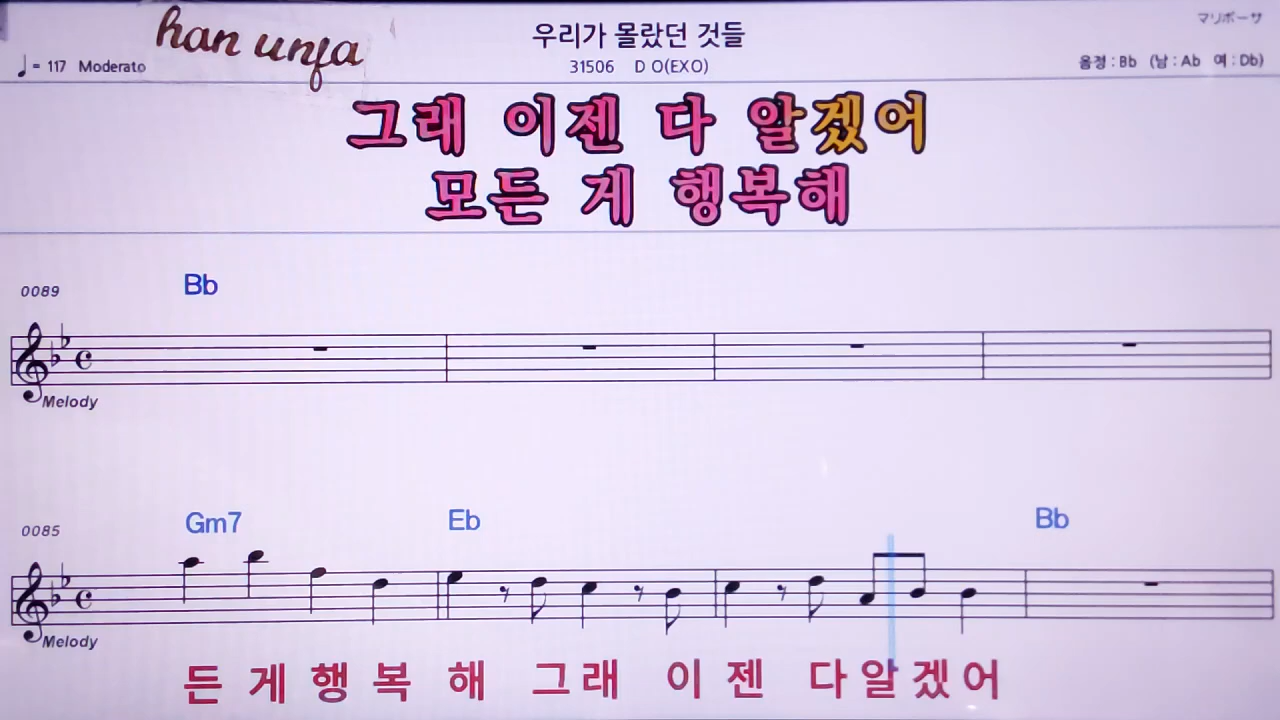 han unfa
우리가 몰랐던 것들
マリポーサ
♩ = 117 Moderato
31506 D O(EXO)
음정 : Bb (남 : Ab 여 : Db)
그래 이젠 다 알겠어
모든 게 행복해
0089
Bb
Melody
0085
Gm7 Eb Bb
Melody
든 게 행 복 해 그래 이 젠 다알겠어